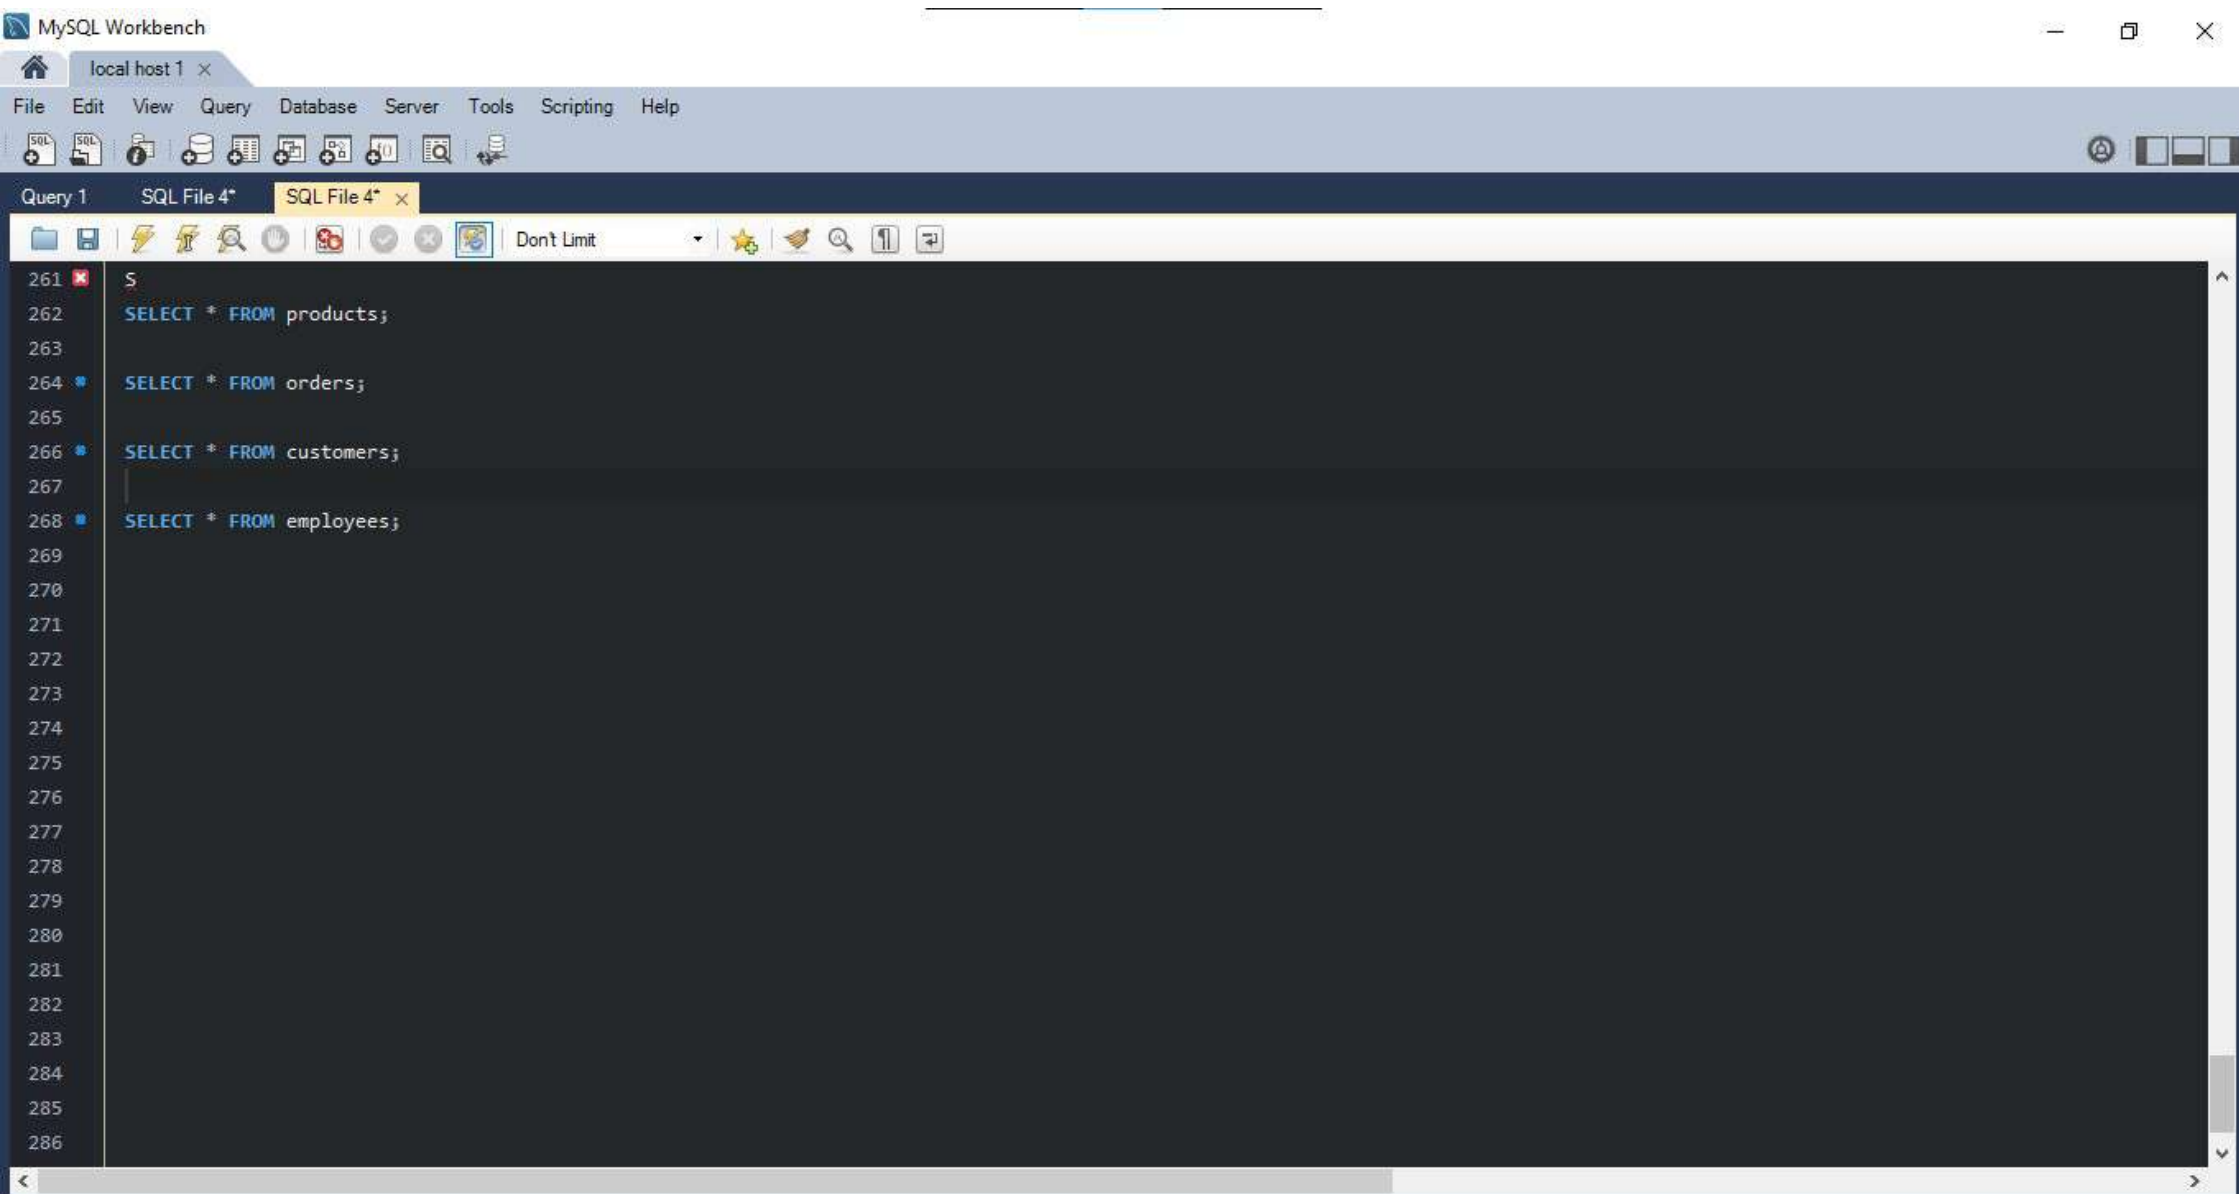 MySQL Workbench
local host 1
File Edit View Query Database Server Tools Scripting Help
Query 1 SQL File 4* SQL File 4*
Don't Limit
261 S
262 SELECT * FROM products;
263
264 SELECT * FROM orders;
265
266 SELECT * FROM customers;
267
268 SELECT * FROM employees;
269
270
271
272
273
274
275
276
277
278
279
280
281
282
283
284
285
286